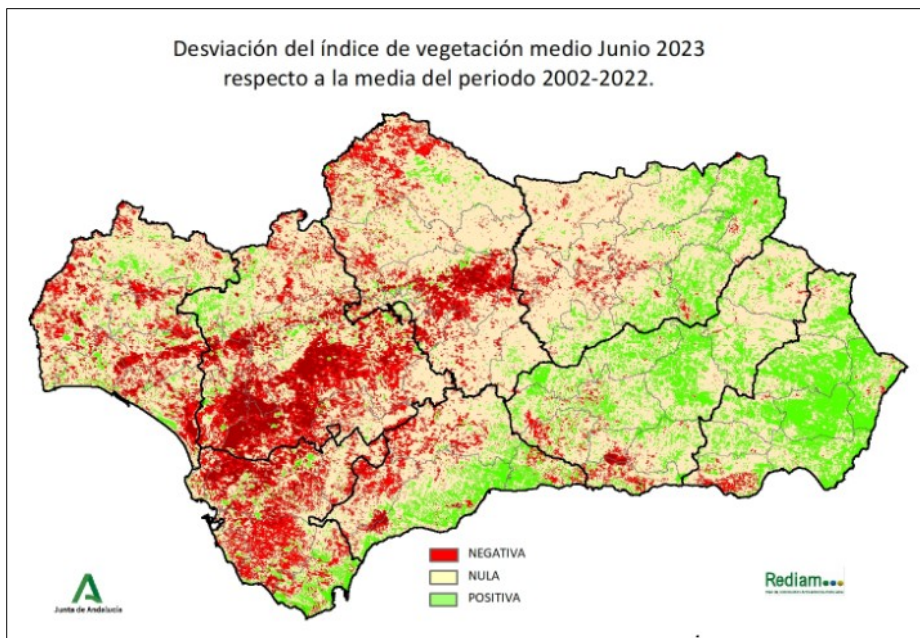 Desviación del índice de vegetación medio Junio 2023
respecto a la media del periodo 2002-2022.
NEGATIVA
NULA
POSITIVA
Junta de Andalucía
Rediam